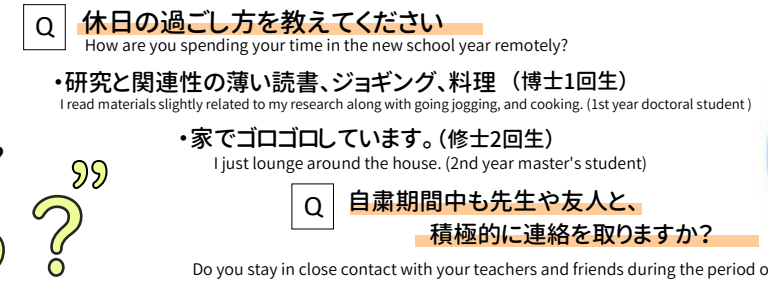 Q 休日の過ごし方を教えてください
How are you spending your time in the new school year remotely?
・研究と関連性の薄い読書、ジョギング、料理 （博士1回生）
I read materials slightly related to my research along with going jogging, and cooking. (1st year doctoral student )
・家でゴロゴロしています。（修士2回生）
I just lounge around the house. (2nd year master's student)
”
?
Q 自粛期間中も先生や友人と、
積極的に連絡を取りますか？
Do you stay in close contact with your teachers and friends during the period